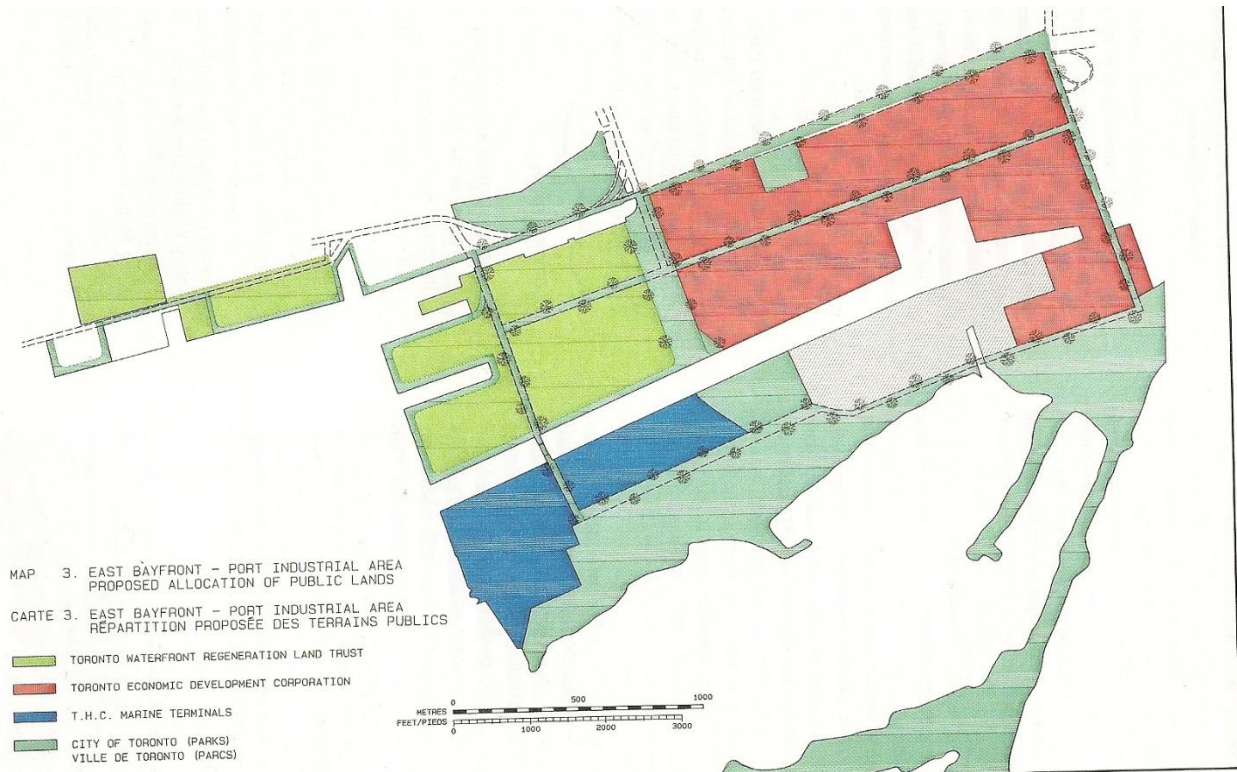 MAP 3. EAST BAYFRONT - PORT INDUSTRIAL AREA
PROPOSED ALLOCATION OF PUBLIC LANDS
CARTE 3. EAST BAYFRONT - PORT INDUSTRIAL AREA
RÉPARTITION PROPOSÉE DES TERRAINS PUBLICS
TORONTO WATERFRONT REGENERATION LAND TRUST
TORONTO ECONOMIC DEVELOPMENT CORPORATION
T.H.C. MARINE TERMINALS
CITY OF TORONTO (PARKS)
VILLE DE TORONTO (PARCS)
0 500 1000
METRES
FEET/PIEDS
0 1000 2000 3000